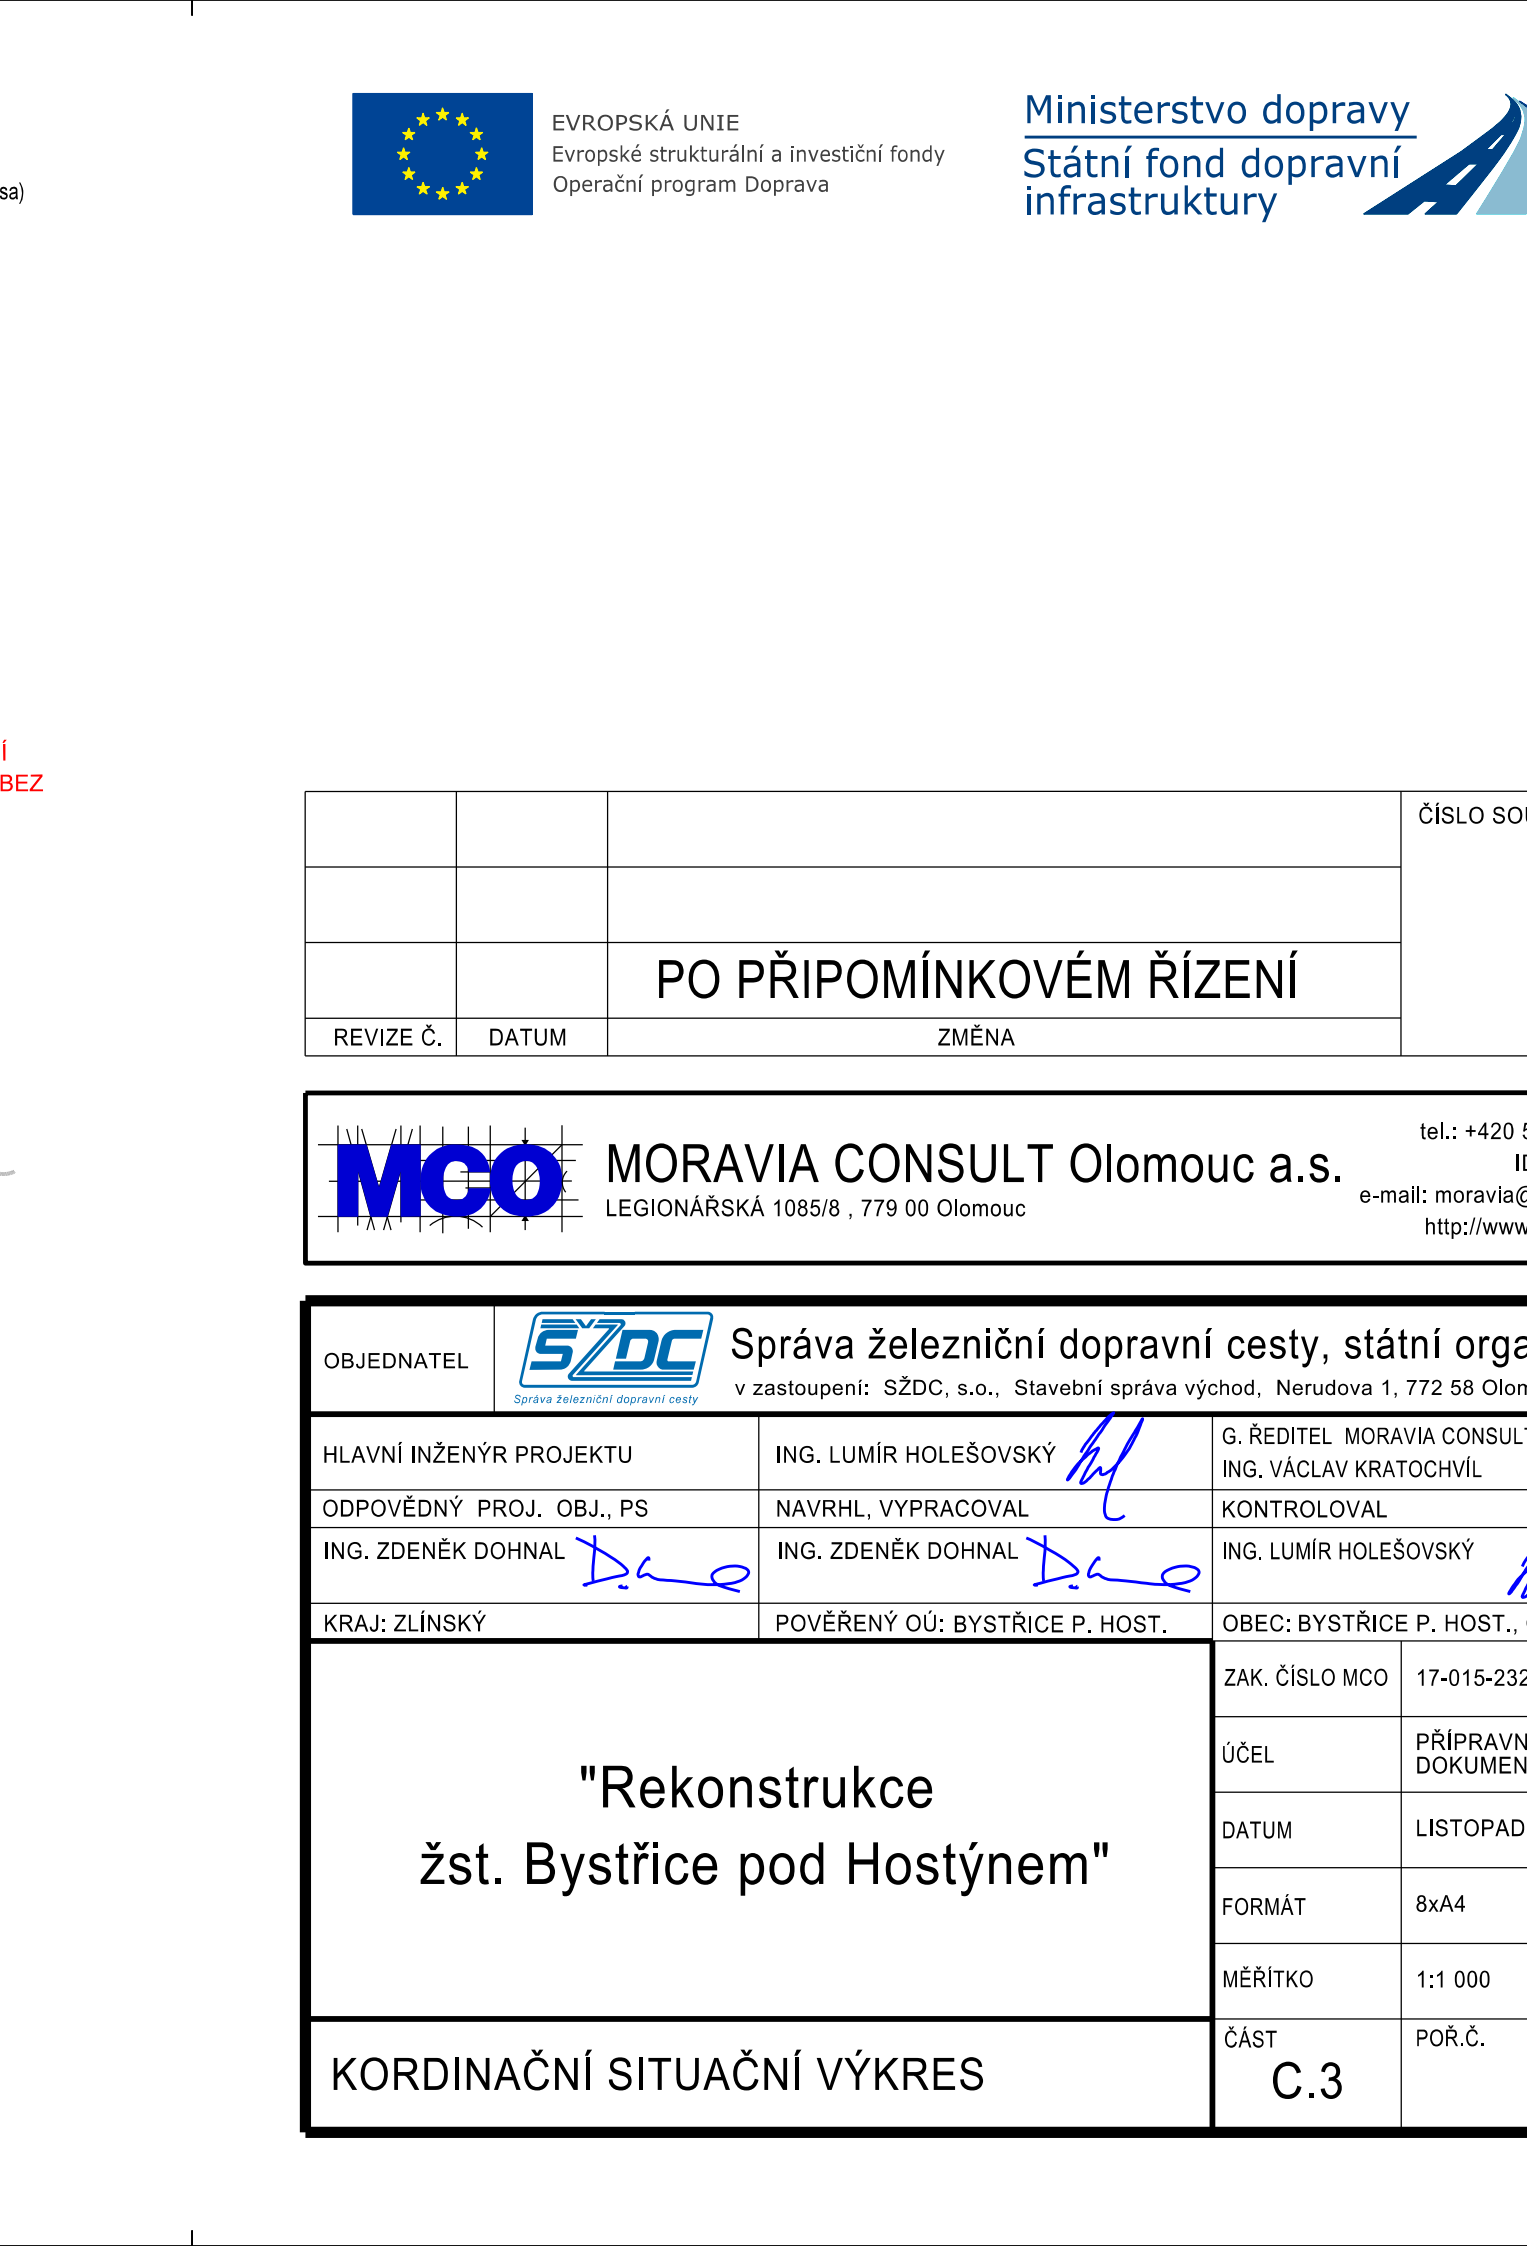 sa)
EVROPSKÁ UNIE
Evropské strukturální a investiční fondy
Operační program Doprava
Ministerstvo dopravy
Státní fond dopravní
infrastruktury
Í
BEZ
ČÍSLO SOU
PO PŘIPOMÍNKOVÉM ŘÍZENÍ
REVIZE Č. DATUM ZMĚNA
MCO
MORAVIA CONSULT Olomouc a.s.
LEGIONÁŘSKÁ 1085/8 , 779 00 Olomouc
tel.: +420 5
e-mail: moravia@
http://www
OBJEDNATEL
SŽDC
Správa železniční dopravní cesty
Správa železniční dopravní cesty, státní orga
v zastoupení: SŽDC, s.o., Stavební správa východ, Nerudova 1, 772 58 Olom
HLAVNÍ INŽENÝR PROJEKTU
ING. LUMÍR HOLEŠOVSKÝ
G. ŘEDITEL MORAVIA CONSULT
ING. VÁCLAV KRATOCHVÍL
ODPOVĚDNÝ PROJ. OBJ., PS
NAVRHL, VYPRACOVAL
KONTROLOVAL
ING. ZDENĚK DOHNAL
ING. ZDENĚK DOHNAL
ING. LUMÍR HOLEŠOVSKÝ
KRAJ: ZLÍNSKÝ
POVĚŘENÝ OÚ: BYSTŘICE P. HOST.
OBEC: BYSTŘICE P. HOST.,
"Rekonstrukce
žst. Bystřice pod Hostýnem"
ZAK. ČÍSLO MCO 17-015-232
ÚČEL
PŘÍPRAVN
DOKUMEN
DATUM LISTOPAD
FORMÁT 8xA4
MĚŘÍTKO 1:1 000
KORDINAČNÍ SITUAČNÍ VÝKRES
ČÁST
C.3
POŘ.Č.